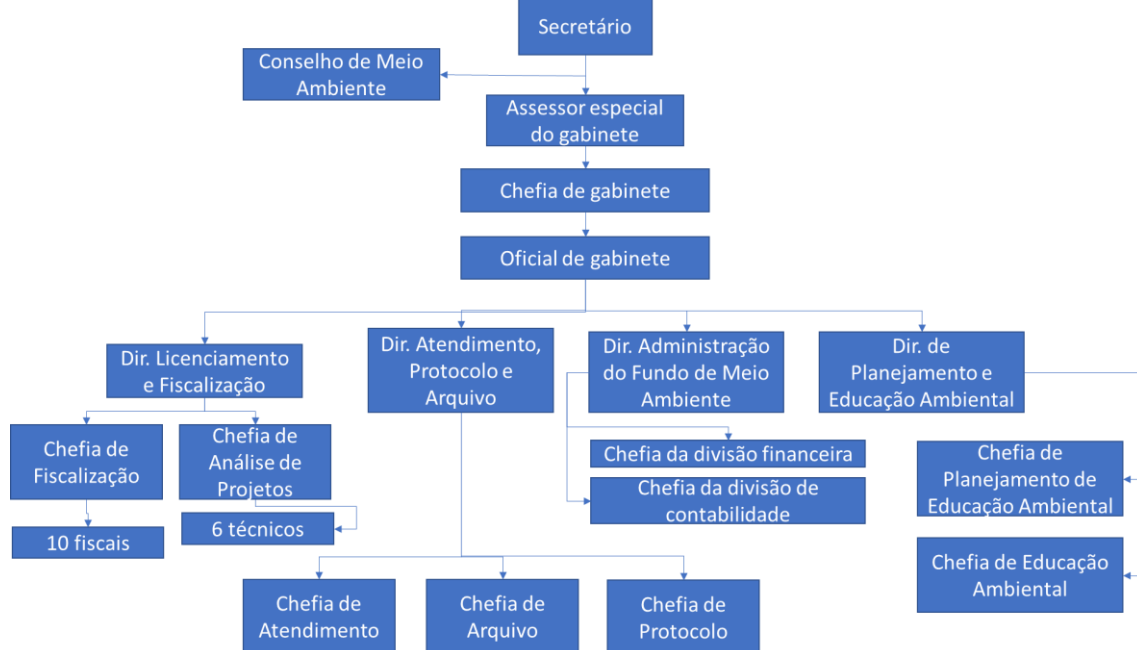 Secretário
Conselho de Meio
Ambiente
Assessor especial
do gabinete
Chefia de gabinete
Oficial de gabinete
Dir. Licenciamento
e Fiscalização
Dir. Atendimento,
Protocolo e
Arquivo
Dir. Administração
do Fundo de Meio
Ambiente
Dir. de
Planejamento e
Educação Ambiental
Chefia de
Fiscalização
Chefia de
Análise de
Projetos
Chefia da divisão financeira
Chefia da divisão de
contabilidade
Chefia de
Planejamento de
Educação Ambiental
10 fiscais
6 técnicos
Chefia de Educação
Ambiental
Chefia de
Atendimento
Chefia de
Arquivo
Chefia de
Protocolo